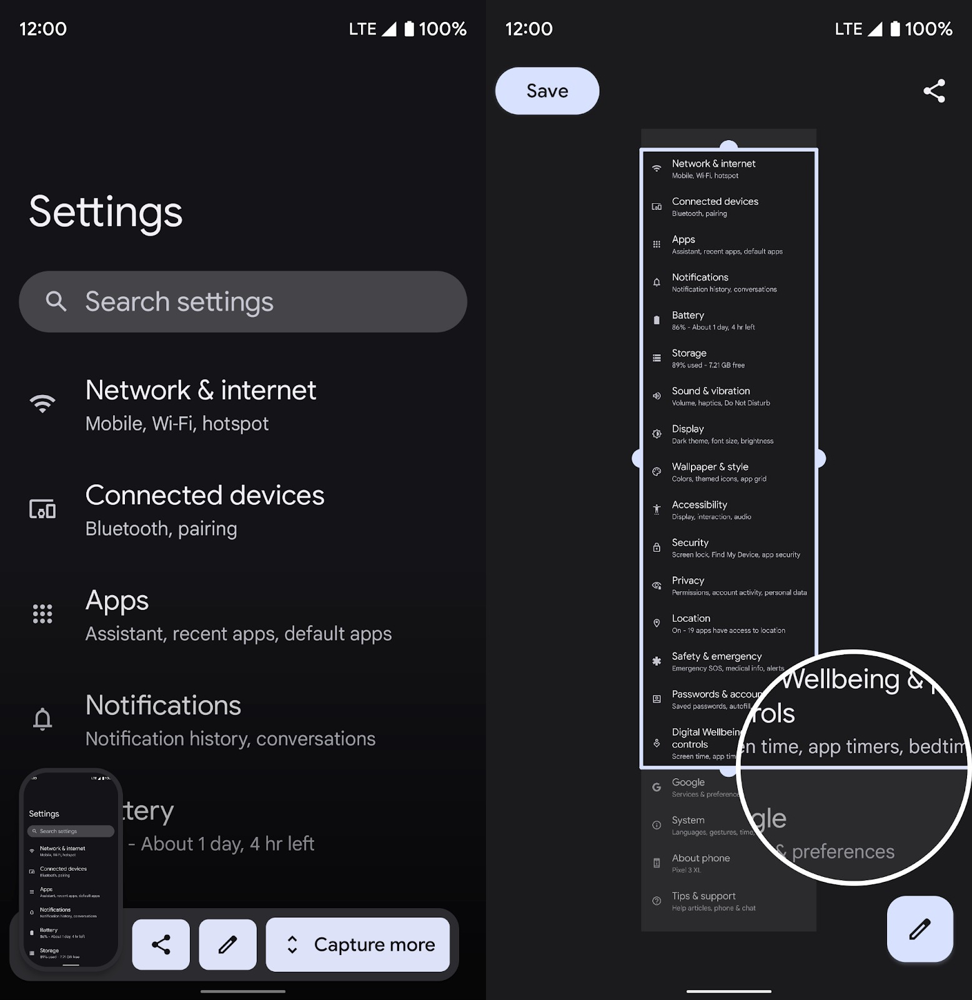 12:00
LTE 100%
Settings
Search settings
Network & internet
Mobile, Wi-Fi, hotspot
Connected devices
Bluetooth, pairing
Apps
Assistant, recent apps, default apps
Notifications
Notification history, conversations
ttery
- About 1 day, 4 hr left
LTE
Settings
Search settings
Network & internet
Mobile, Wi-Fi, hotspot
Connected devices
Bluetooth, pairing
Apps
Assistant, recent apps, default apps
Notifications
Notification history, conversations
Battery
86% - About 1 day, 4 hr left
Storage
89% used - 7.21 GB free
Capture more
12:00
LTE 100%
Save
Network & internet
Mobile, Wi-Fi, hotspot
Connected devices
Bluetooth, pairing
Apps
Assistant, recent apps, default apps
Notifications
Notification history, conversations
Battery
86% - About 1 day, 4 hr left
Storage
89% used - 7.21 GB free
Sound & vibration
Volume, haptics, Do Not Disturb
Display
Dark theme, font size, brightness
Wallpaper & style
Colors, themed icons, app grid
Accessibility
Display, interaction, audio
Security
Screen lock, Find My Device, app security
Privacy
Permissions, account activity, personal data
Location
On - 19 apps have access to location
Safety & emergency
Emergency SOS, medical info, alerts
Passwords & accoun
Saved passwords, autofill,
Digital Wellbeing
controls
Screen time, app tim
Wellbeing & p
rols
en time, app timers, bedtim
Google
Services & preference
gle
& preferences
System
Languages, gestures, time,
About phone
Pixel 3 XL
Tips & support
Help articles, phone & chat